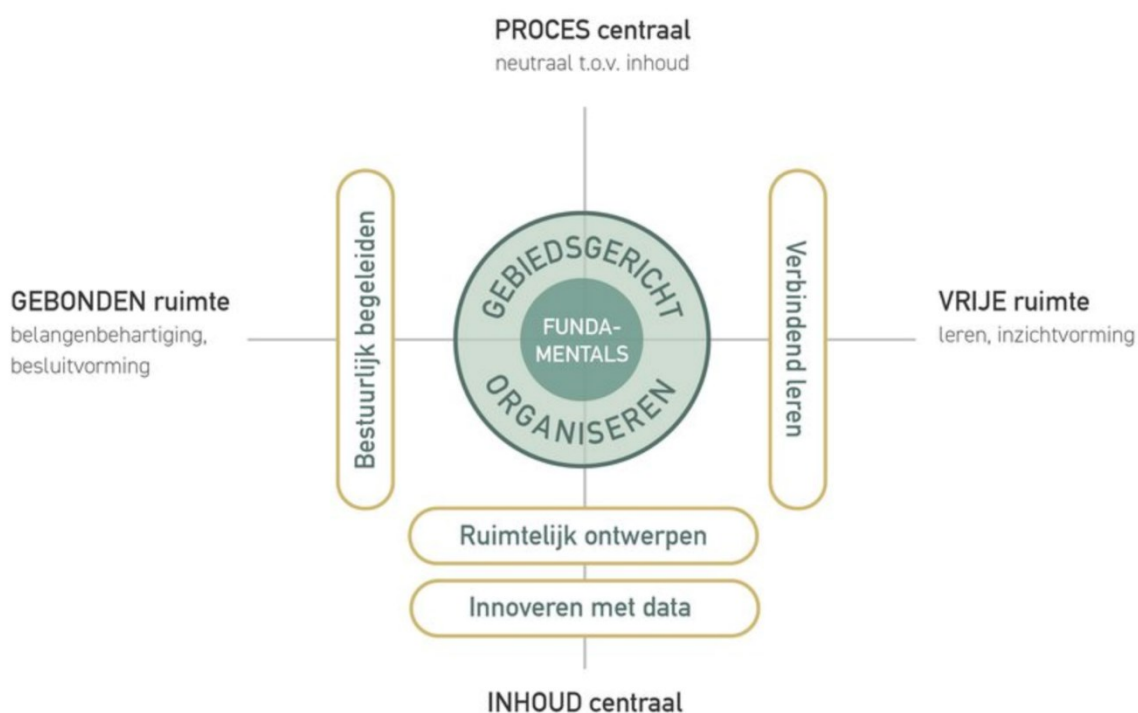 PROCES centraal
neutraal t.o.v. inhoud
GEBONDEN ruimte
belangenbehartiging,
besluitvorming
Bestuurlijk begeleiden
GEBIEDSGERICHT
FUNDA-
MENTALS
ORGANISEREN
Verbindend leren
VRIJE ruimte
leren, inzichtvorming
Ruimtelijk ontwerpen
Innoveren met data
INHOUD centraal